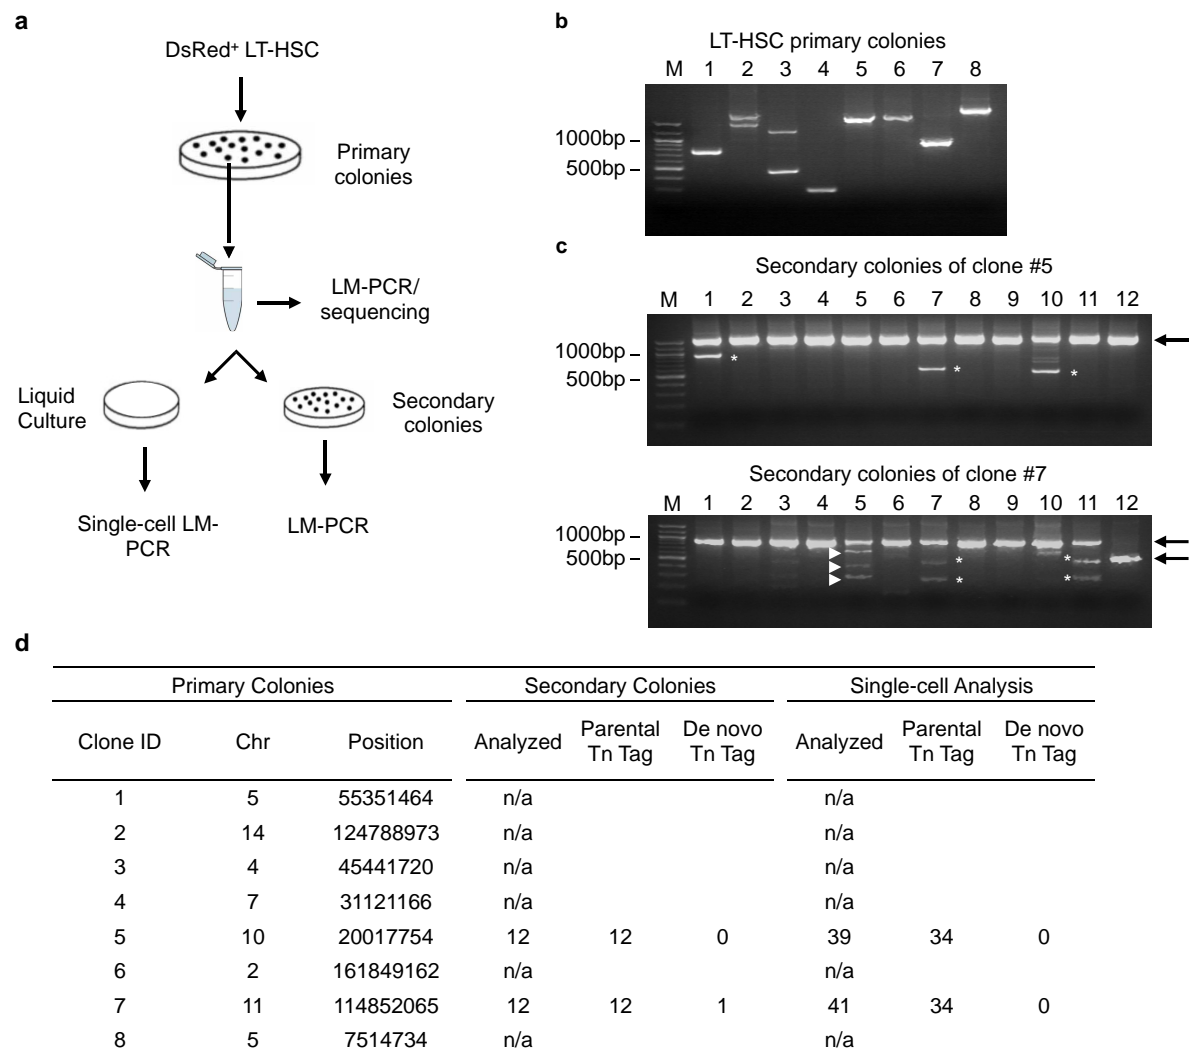 a
DsRed⁺ LT-HSC
Primary
colonies
LM-PCR/
sequencing
Liquid
Culture
Secondary
colonies
Single-cell LM-
PCR
LM-PCR
b
LT-HSC primary colonies
M 1 2 3 4 5 6 7 8
1000bp
500bp
c
Secondary colonies of clone #5
M 1 2 3 4 5 6 7 8 9 10 11 12
1000bp
500bp
* * *
Secondary colonies of clone #7
M 1 2 3 4 5 6 7 8 9 10 11 12
1000bp
500bp
* *
* *
d
Primary Colonies Secondary Colonies Single-cell Analysis
Clone ID Chr Position Analyzed Parental Tn Tag De novo Tn Tag Analyzed Parental Tn Tag De novo Tn Tag
1 5 55351464 n/a n/a
2 14 124788973 n/a n/a
3 4 45441720 n/a n/a
4 7 31121166 n/a n/a
5 10 20017754 12 12 0 39 34 0
6 2 161849162 n/a n/a
7 11 114852065 12 12 1 41 34 0
8 5 7514734 n/a n/a